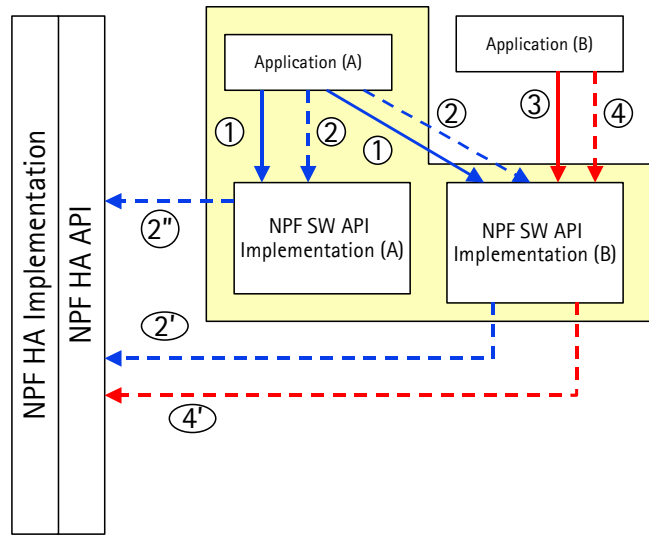 Application (A)
Application (B)
1
2
1
2
3
4
NPF SW API
Implementation (A)
NPF SW API
Implementation (B)
2"
2'
4'
NPF HA Implementation
NPF HA API